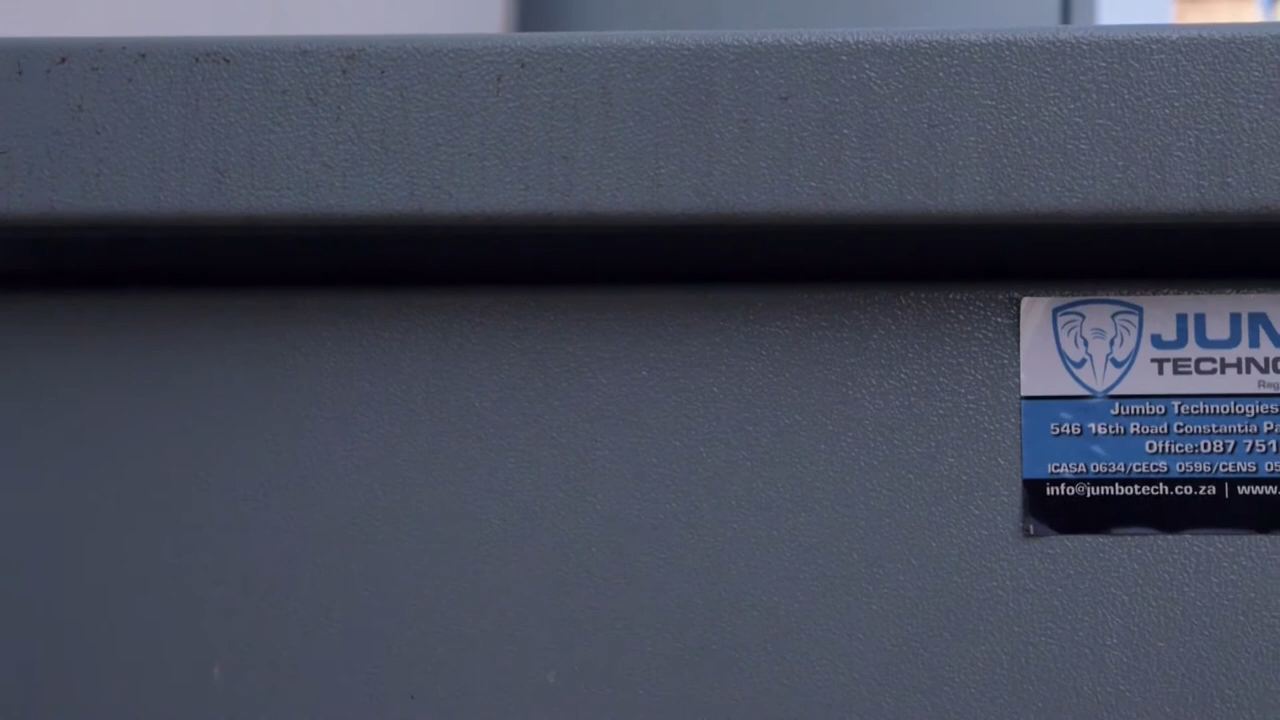 JUM
TECHNO
Reg
Jumbo Technologies
546 16th Road Constantia Pa
Office:087 751
ICASA 0634/CECS 0596/CENS 05
info@jumbotech.co.za | www.